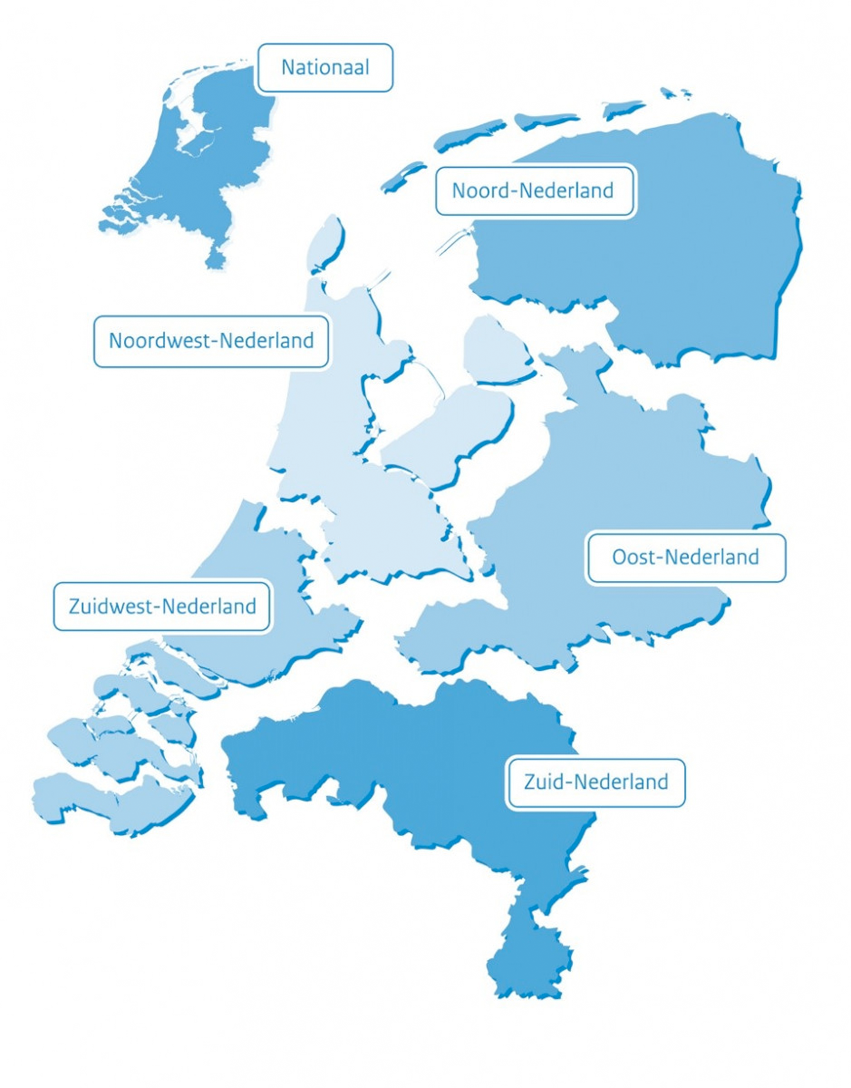 Nationaal
Noord-Nederland
Noordwest-Nederland
Oost-Nederland
Zuidwest-Nederland
Zuid-Nederland